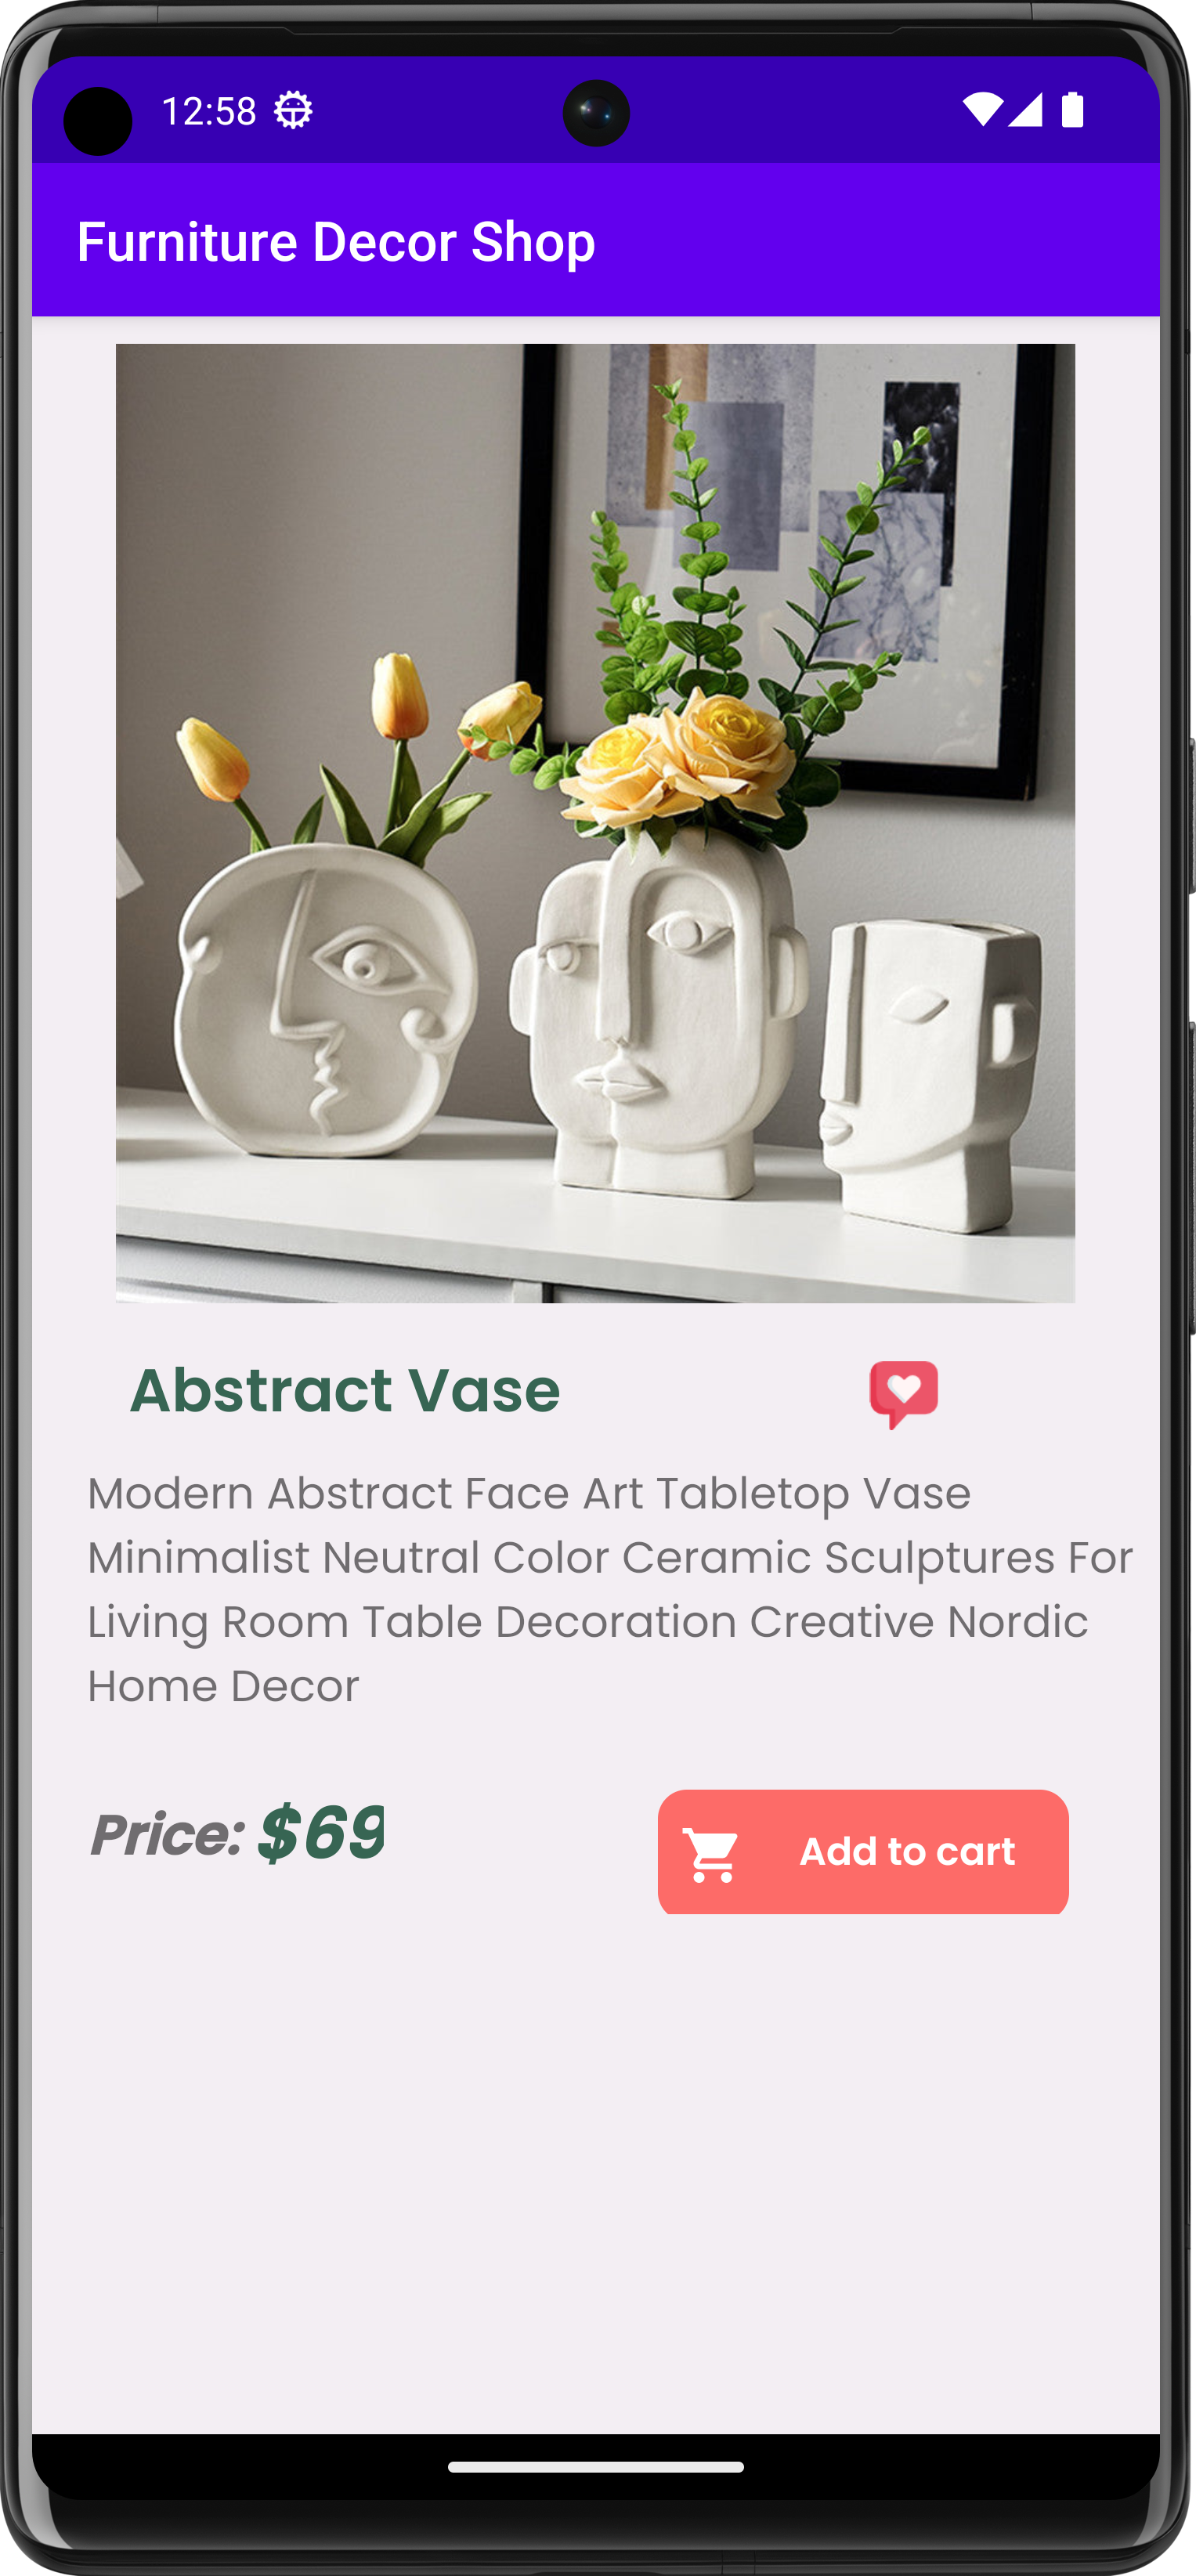 12:58
Furniture Decor Shop
Abstract Vase
Modern Abstract Face Art Tabletop Vase
Minimalist Neutral Color Ceramic Sculptures For
Living Room Table Decoration Creative Nordic
Home Decor
Price: $69
Add to cart